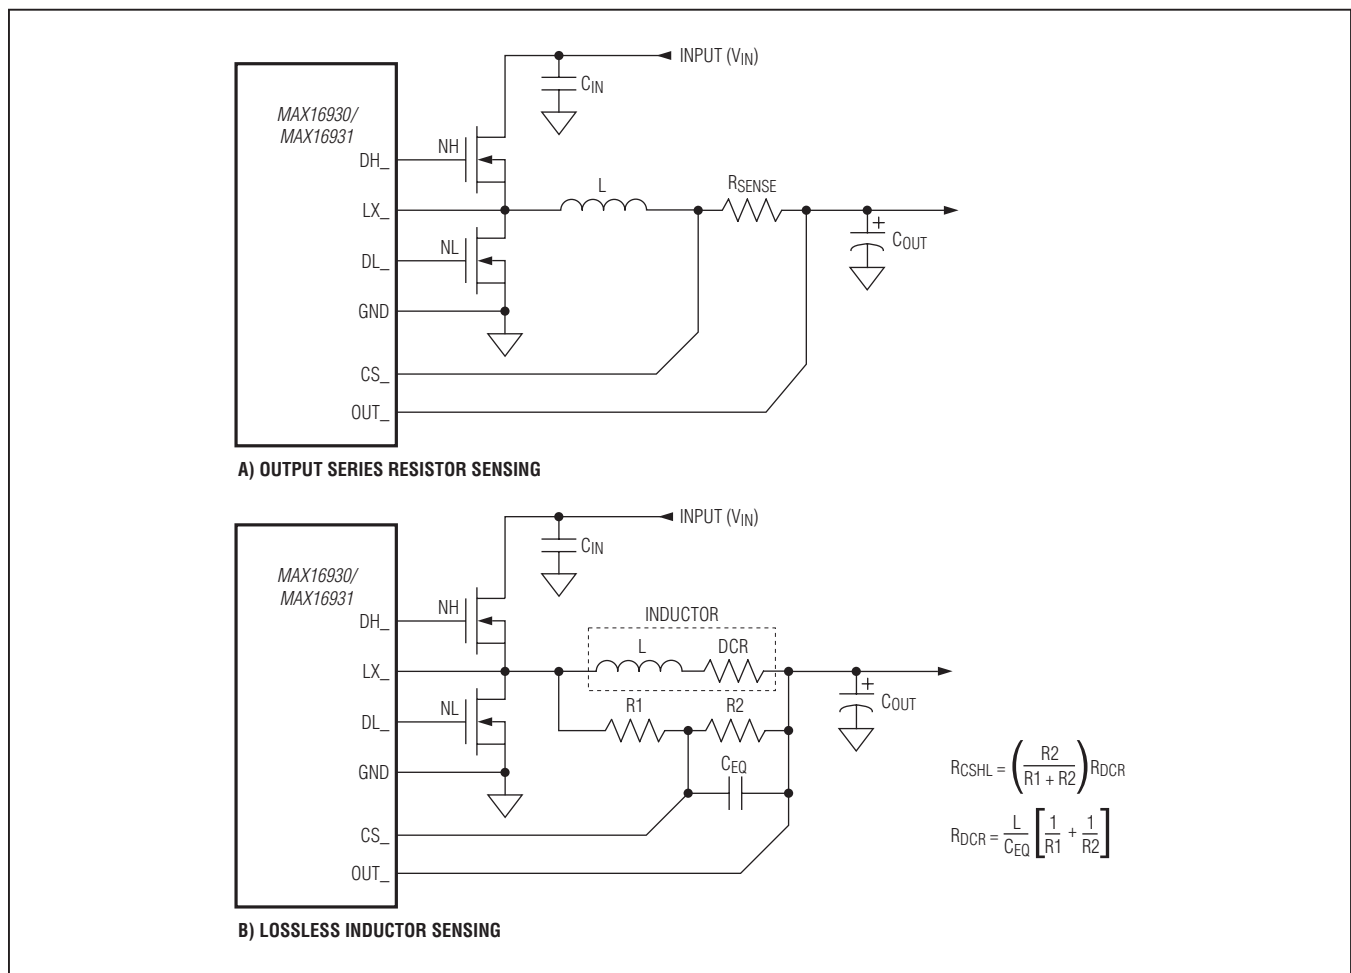 INPUT (VIN)
CIN
MAX16930/
MAX16931
NH
DH_
L
RSENSE
LX_
+
COUT
NL
DL_
GND
CS_
OUT_
A) OUTPUT SERIES RESISTOR SENSING
INPUT (VIN)
CIN
MAX16930/
MAX16931
NH
DH_
INDUCTOR
L DCR
LX_
+
COUT
R1 R2
NL
DL_
CEQ
GND
CS_
OUT_
RCSHL = (R2 / (R1 + R2)) RDCR
RDCR = L / CEQ [1 / R1 + 1 / R2]
B) LOSSLESS INDUCTOR SENSING